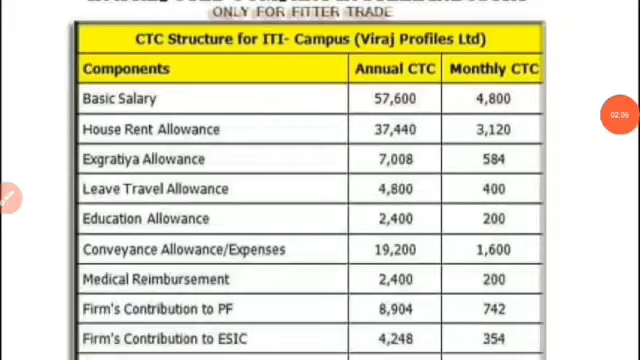 ONLY FOR FITTER TRADE
CTC Structure for ITI- Campus (Viraj Profiles Ltd)
Components Annual CTC Monthly CTC
Basic Salary 57,600 4,800
House Rent Allowance 37,440 3,120
Exgratiya Allowance 7,008 584
Leave Travel Allowance 4,800 400
Education Allowance 2,400 200
Conveyance Allowance/Expenses 19,200 1,600
Medical Reimbursement 2,400 200
Firm's Contribution to PF 8,904 742
Firm's Contribution to ESIC 4,248 354
02:05